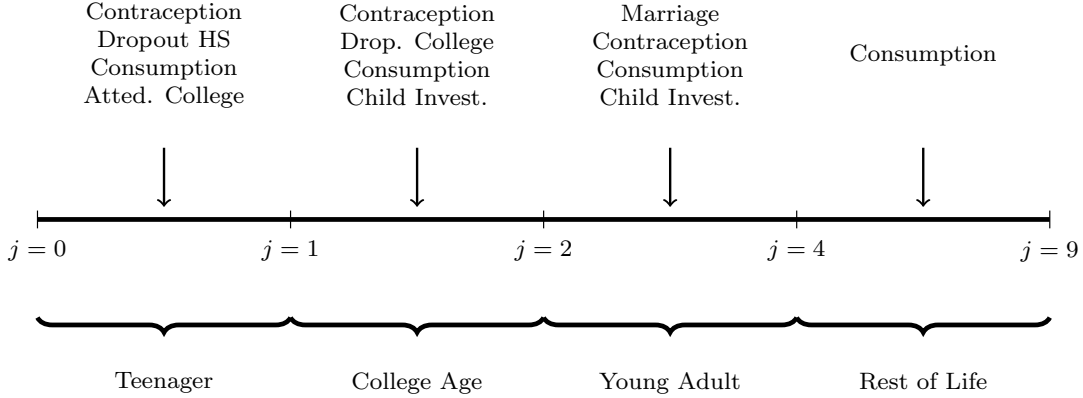 Contraception
Dropout HS
Consumption
Atted. College
Contraception
Drop. College
Consumption
Child Invest.
Marriage
Contraception
Consumption
Child Invest.
Consumption
j = 0
j = 1
j = 2
j = 4
j = 9
Teenager
College Age
Young Adult
Rest of Life